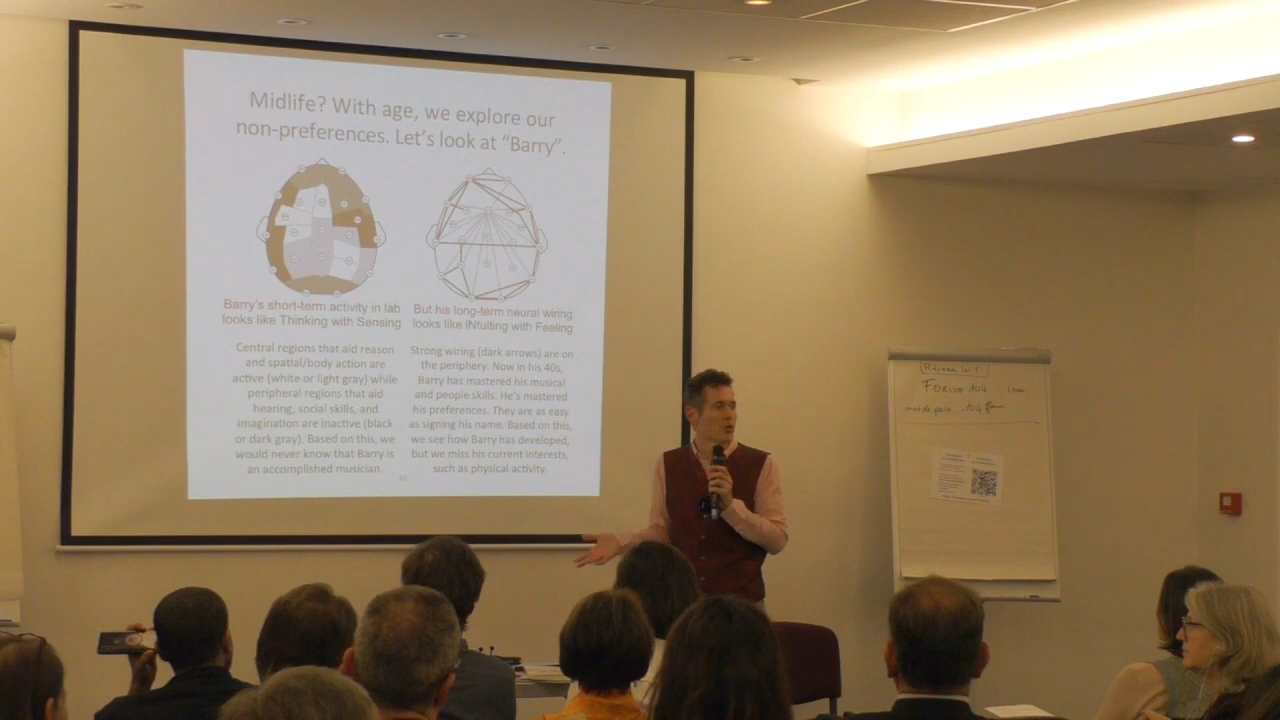 Midlife? With age, we explore our
non-preferences. Let's look at "Barry".
Barry's short-term activity in lab
looks like Thinking with Sensing
Central regions that aid reason
and spatial/body action are
active (white or light gray) while
peripheral regions that aid
hearing, social skills, and
imagination are inactive (black
or dark gray). Based on this, we
would never know that Barry is
an accomplished musician.
But his long-term neural wiring
looks like iNtuiting with Feeling
Strong wiring (dark arrows) are on
the periphery. Now in his 40s,
Barry has mastered his musical
and people skills. He's mastered
his preferences. They are as easy
as signing his name. Based on this,
we see how Barry has developed,
but we miss his current interests,
such as physical activity.
FORUM 104